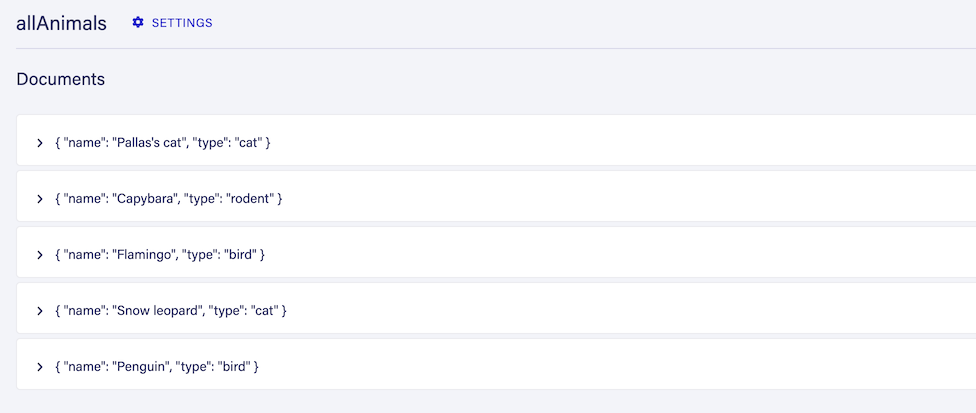 allAnimals SETTINGS
Documents
{ "name": "Pallas's cat", "type": "cat" }
{ "name": "Capybara", "type": "rodent" }
{ "name": "Flamingo", "type": "bird" }
{ "name": "Snow leopard", "type": "cat" }
{ "name": "Penguin", "type": "bird" }